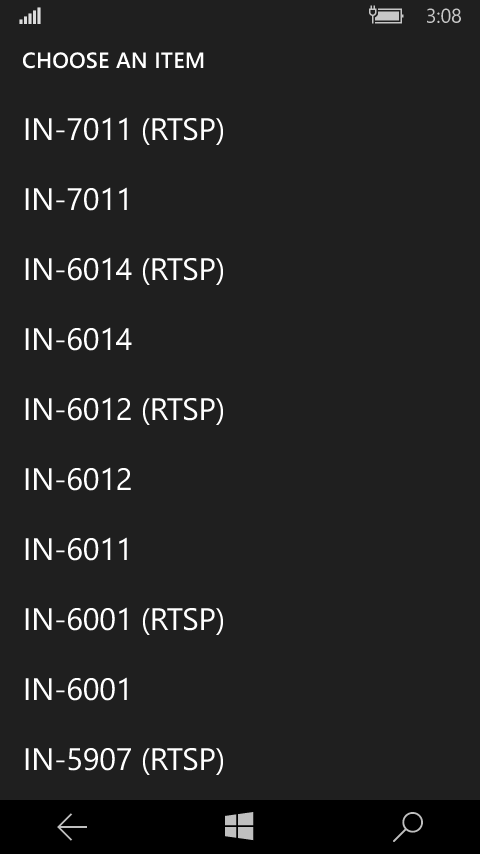 3:08
CHOOSE AN ITEM
IN-7011 (RTSP)
IN-7011
IN-6014 (RTSP)
IN-6014
IN-6012 (RTSP)
IN-6012
IN-6011
IN-6001 (RTSP)
IN-6001
IN-5907 (RTSP)